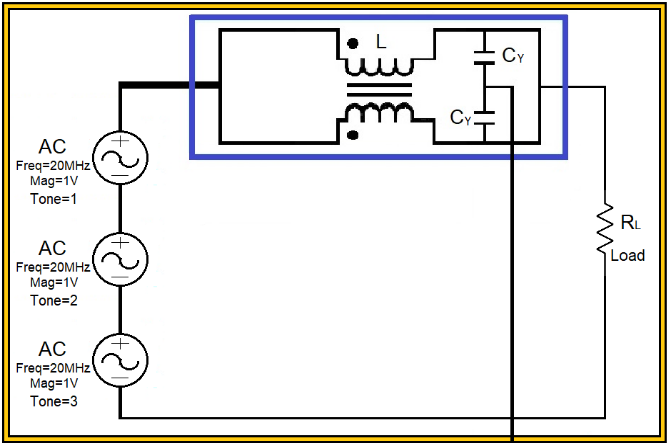 L
CY
CY
AC
Freq=20MHz
Mag=1V
Tone=1
AC
Freq=20MHz
Mag=1V
Tone=2
AC
Freq=20MHz
Mag=1V
Tone=3
RL
Load